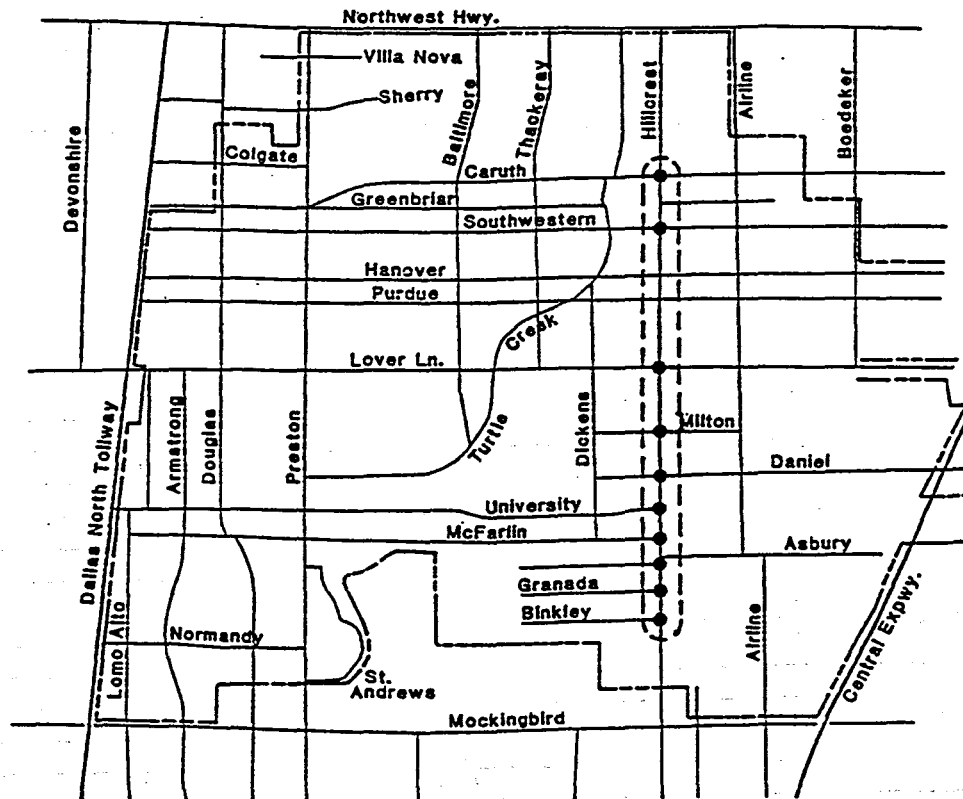 Northwest Hwy.
Villa Nova
Sherry
Baltimore
Thackeray
Hillcrest
Airline
Boedeker
Devonshire
Colgate
Caruth
Greenbriar
Southwestern
Hanover
Purdue
Creek
Turtle
Lover Ln.
Dallas North Tollway
Armstrong
Douglas
Preston
Dickens
Milton
Daniel
University
McFarlin
Asbury
Granada
Binkley
Lomo Alto
Normandy
St.
Andrews
Airline
Central Expwy.
Mockingbird